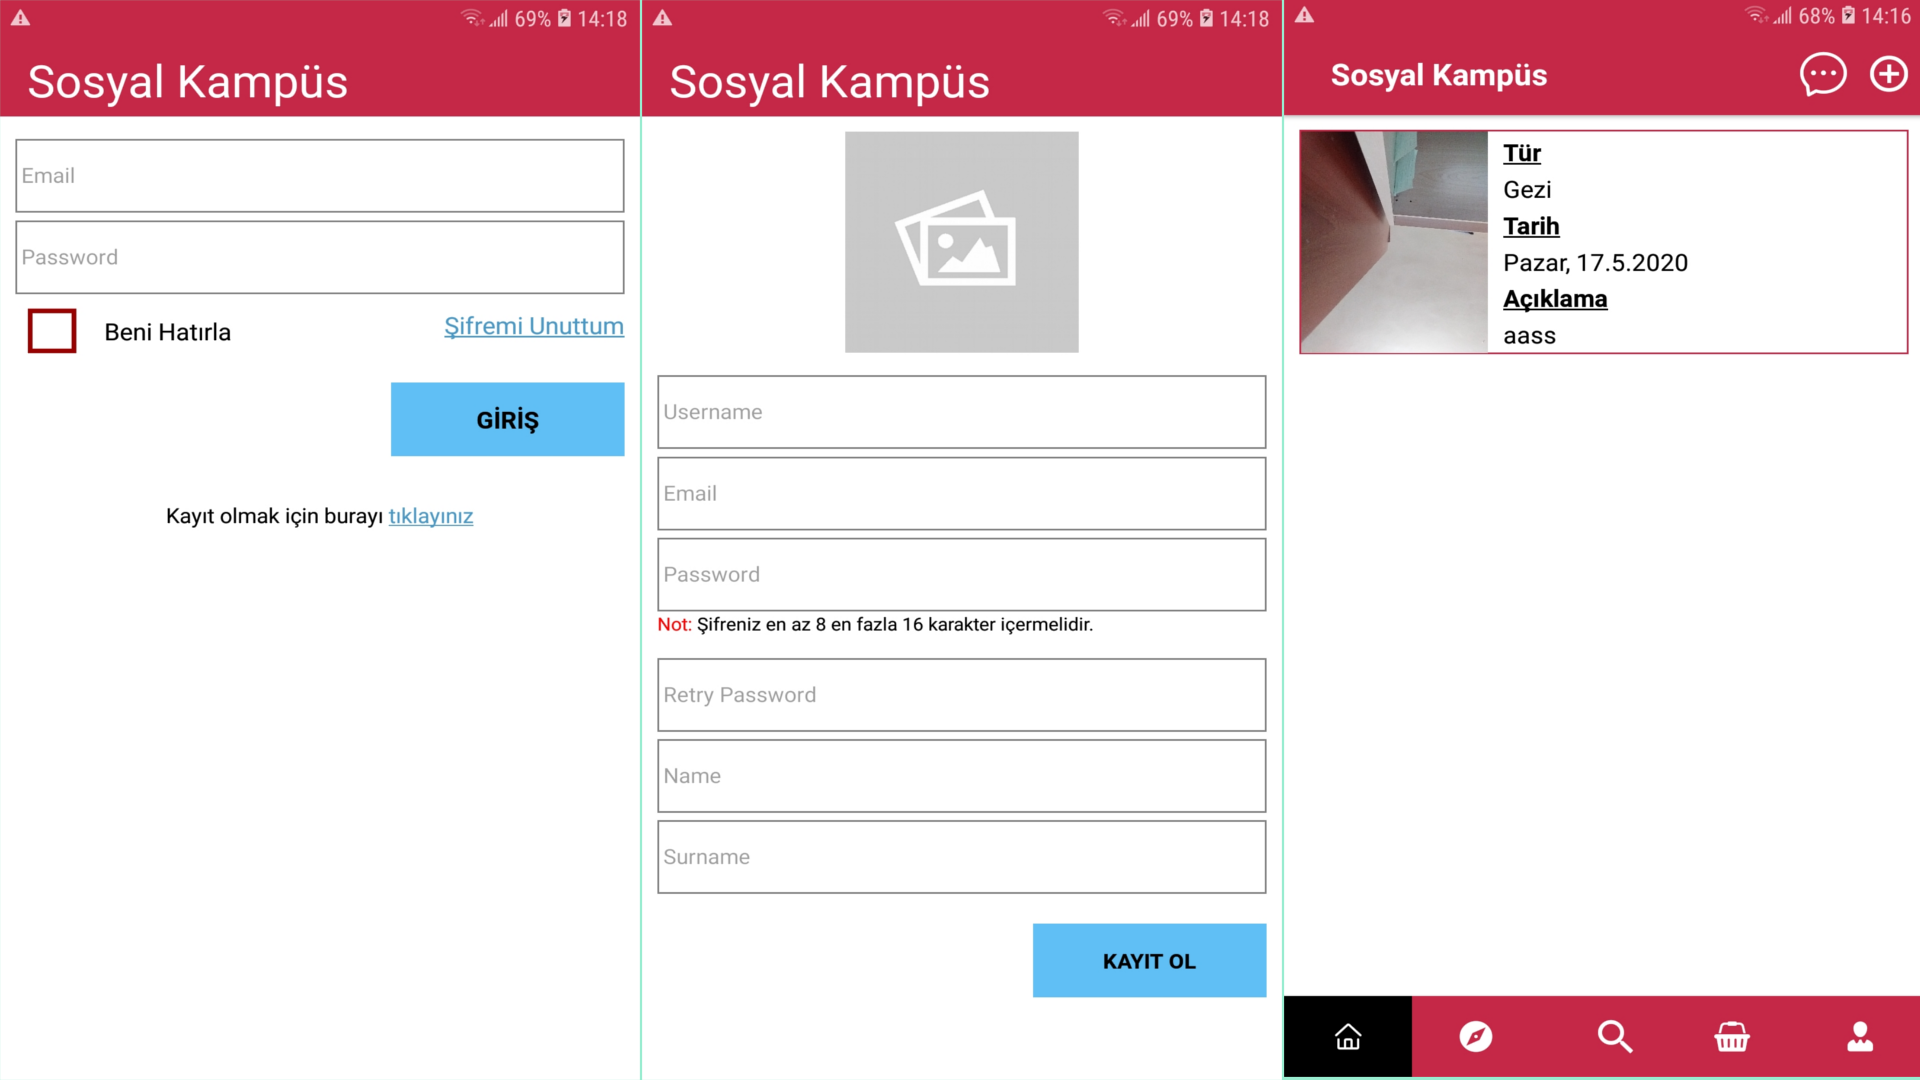 69% 14:18
Sosyal Kampüs
Email
Password
Beni Hatırla
Şifremi Unuttum
GİRİŞ
Kayıt olmak için burayı tıklayınız
69% 14:18
Sosyal Kampüs
Username
Email
Password
Not: Şifreniz en az 8 en fazla 16 karakter içermelidir.
Retry Password
Name
Surname
KAYIT OL
68% 14:16
Sosyal Kampüs
Tür
Gezi
Tarih
Pazar, 17.5.2020
Açıklama
aass